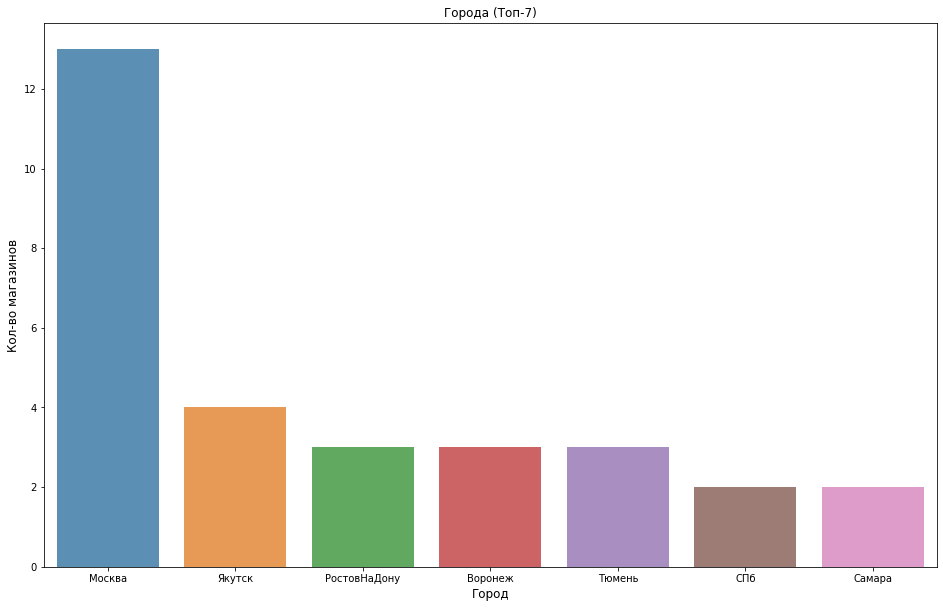 Города (Топ-7)
Кол-во магазинов
12
10
8
6
4
2
0
Москва
Якутск
РостовНаДону
Воронеж
Тюмень
СПб
Самара
Город